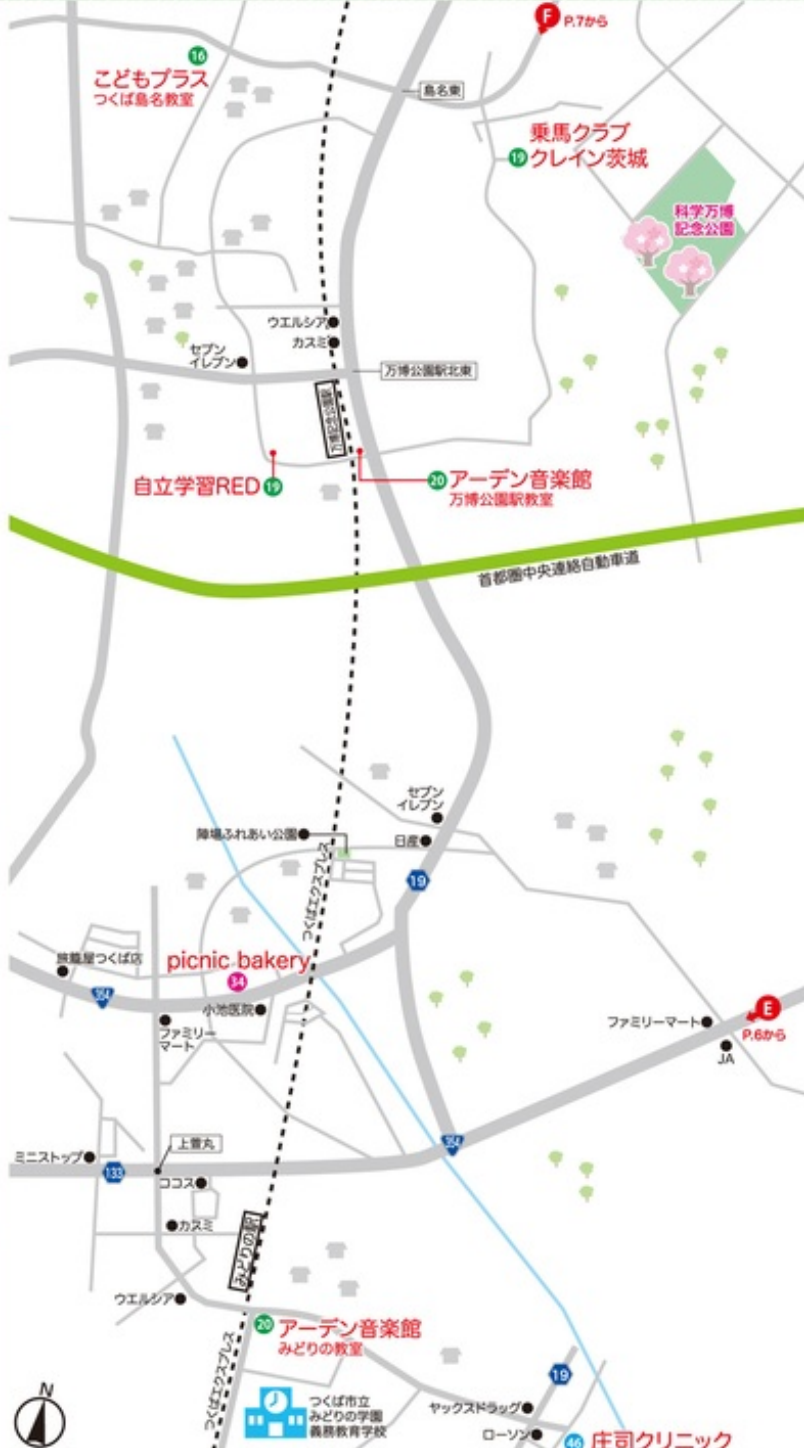 F
P.7から
16
こどもプラス
つくば島名教室
島名東
乗馬クラブ
19 クレイン茨城
科学万博
記念公園
ウエルシア
カスミ
セブン
イレブン
万博公園駅北東
万博記念公園駅
自立学習RED 19
20 アーデン音楽館
万博公園駅教室
首都圏中央連絡自動車道
セブン
イレブン
陣場ふれあい公園
日産
つくばエクスプレス
19
旅籠屋つくば店
picnic bakery
34
354
小池医院
ファミリー
マート
ファミリーマート
E
P.6から
JA
上萱丸
354
ミニストップ
133
ココス
カスミ
みどりの駅
ウエルシア
20 アーデン音楽館
みどりの教室
つくばエクスプレス
19
N
つくば市立
みどりの学園
義務教育学校
ヤックスドラッグ
ローソン
46 庄司クリニック